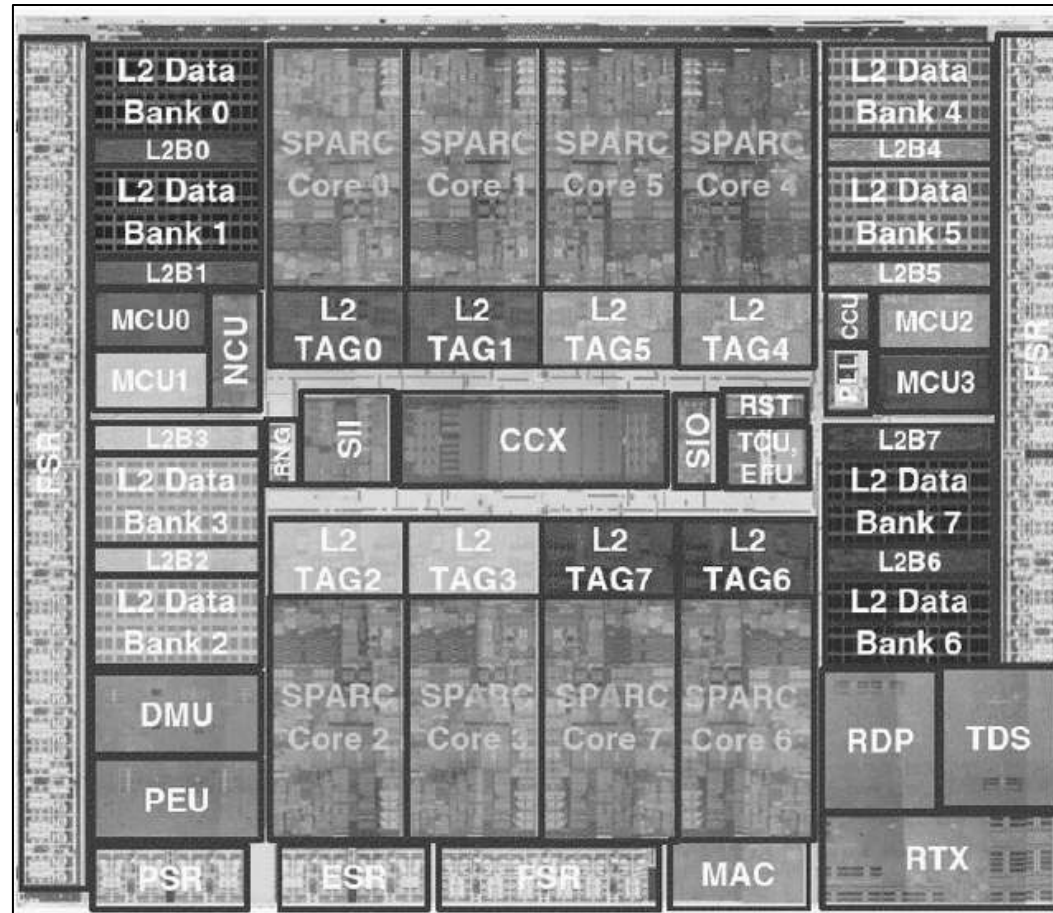 L2 Data
Bank 0
L2B0
L2 Data
Bank 1
L2B1
MCU0
MCU1
NCU
FSR
L2B3
L2 Data
Bank 3
L2B2
L2 Data
Bank 2
DMU
PEU
PSR
SPARC
Core 0
SPARC
Core 1
SPARC
Core 5
SPARC
Core 4
L2
TAG0
L2
TAG1
L2
TAG5
L2
TAG4
RNG
SII
CCX
SIO
RST
TCU,
EFU
L2
TAG2
L2
TAG3
L2
TAG7
L2
TAG6
SPARC
Core 2
SPARC
Core 3
SPARC
Core 7
SPARC
Core 6
ESR
FSR
MAC
L2 Data
Bank 4
L2B4
L2 Data
Bank 5
L2B5
CCU
PLL
MCU2
MCU3
FSR
L2B7
L2 Data
Bank 7
L2B6
L2 Data
Bank 6
RDP
TDS
RTX